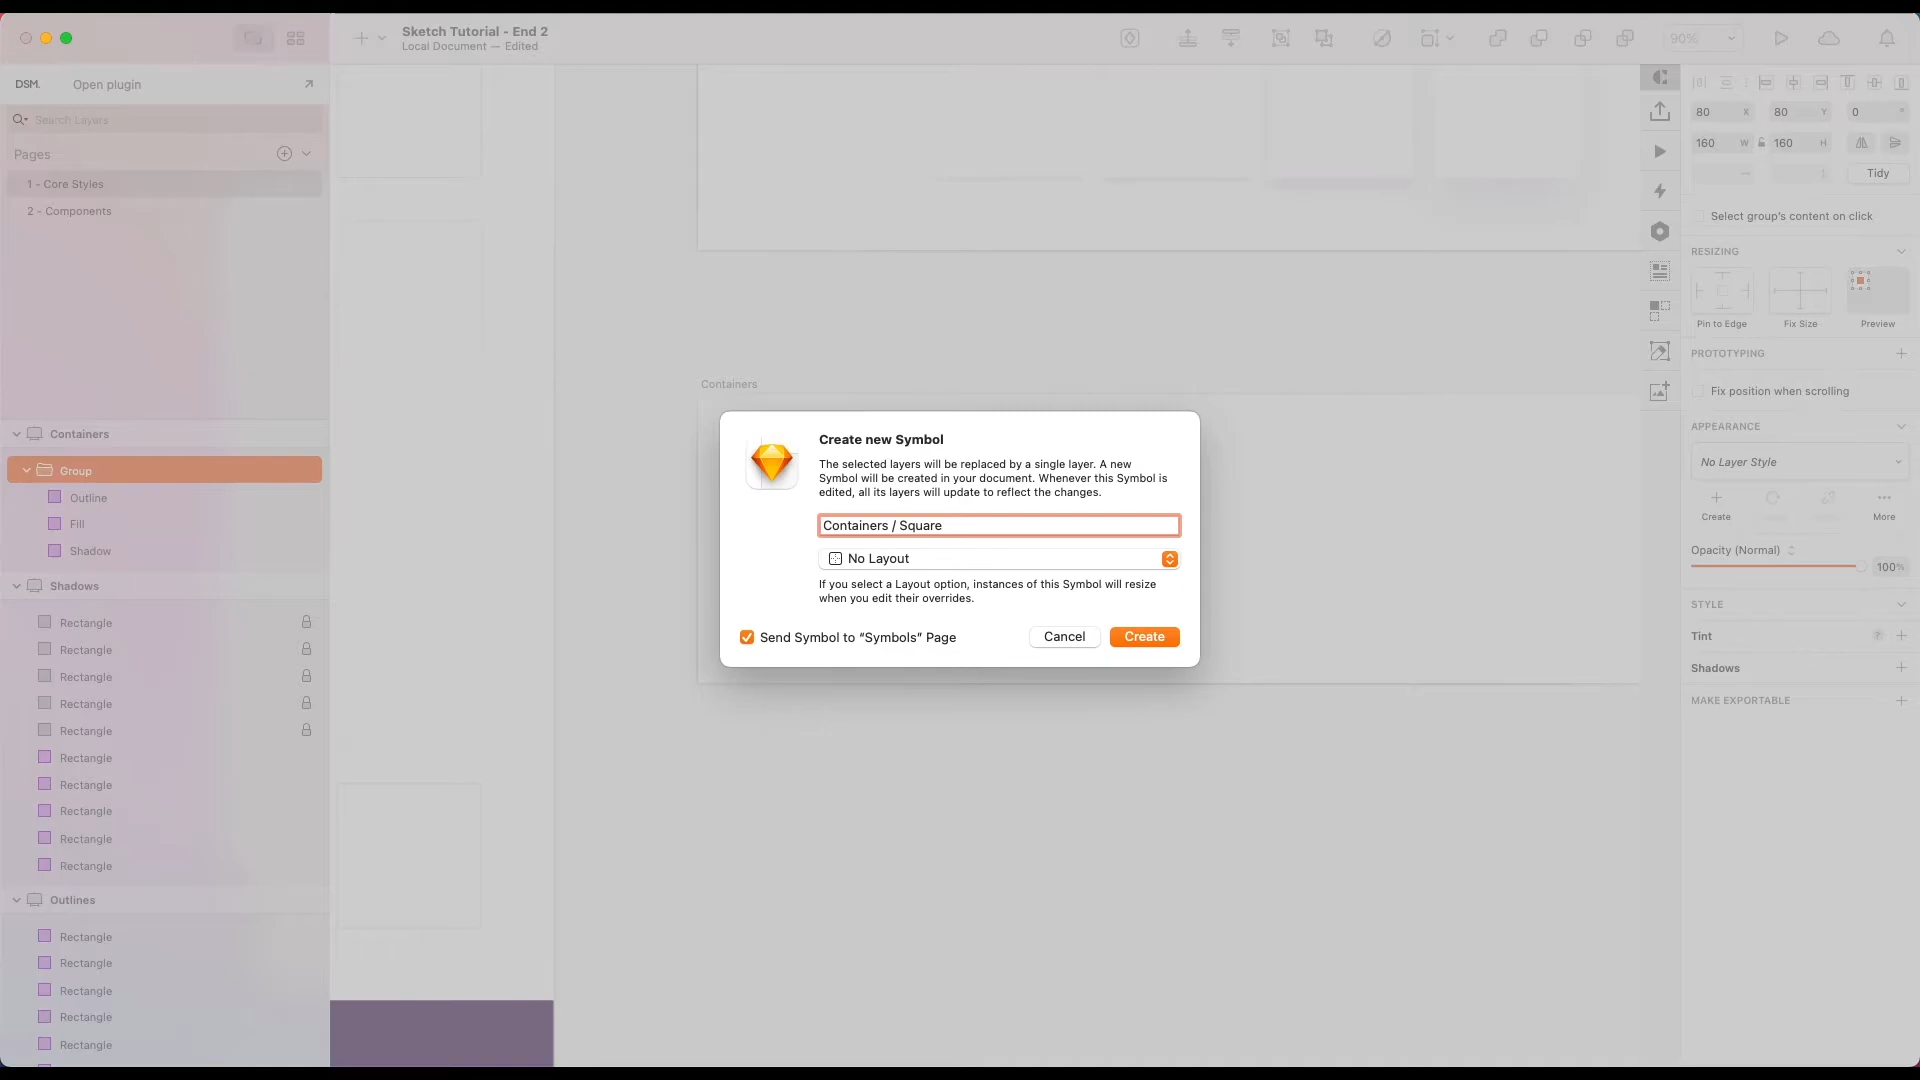 Sketch Tutorial - End 2
Local Document — Edited
90%
DSM.
Open plugin
Search Layers
Pages
1 - Core Styles
2 - Components
Containers
Group
Outline
Fill
Shadow
Shadows
Rectangle
Rectangle
Rectangle
Rectangle
Rectangle
Rectangle
Rectangle
Rectangle
Rectangle
Rectangle
Outlines
Rectangle
Rectangle
Rectangle
Rectangle
Rectangle
Containers
Create new Symbol
The selected layers will be replaced by a single layer. A new
Symbol will be created in your document. Whenever this Symbol is
edited, all its layers will update to reflect the changes.
Containers / Square
No Layout
If you select a Layout option, instances of this Symbol will resize
when you edit their overrides.
Send Symbol to “Symbols” Page
Cancel
Create
80 X 80 Y 0 °
160 W 160 H
Tidy
Select group's content on click
RESIZING
Pin to Edge
Fix Size
Preview
PROTOTYPING
Fix position when scrolling
APPEARANCE
No Layer Style
Create
More
Opacity (Normal)
100%
STYLE
Tint
?
Shadows
MAKE EXPORTABLE